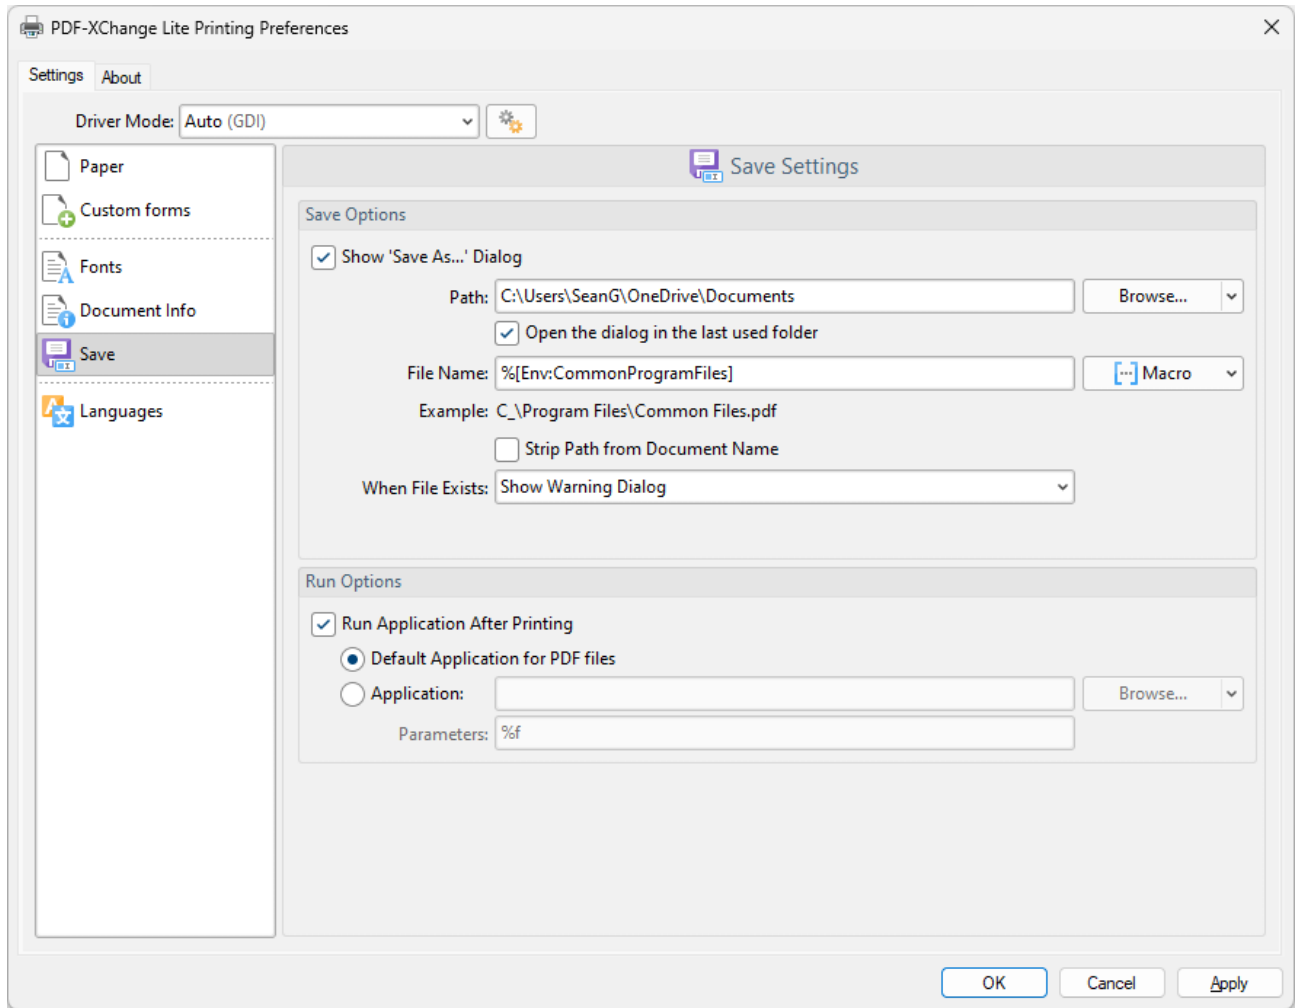 PDF-XChange Lite Printing Preferences
Settings About
Driver Mode: Auto (GDI)
Paper
Custom forms
Fonts
Document Info
Save
Languages
Save Settings
Save Options
Show 'Save As...' Dialog
Path: C:\Users\SeanG\OneDrive\Documents Browse...
Open the dialog in the last used folder
File Name: %[Env:CommonProgramFiles] Macro
Example: C_\Program Files\Common Files.pdf
Strip Path from Document Name
When File Exists: Show Warning Dialog
Run Options
Run Application After Printing
Default Application for PDF files
Application: Browse...
Parameters: %f
OK Cancel Apply